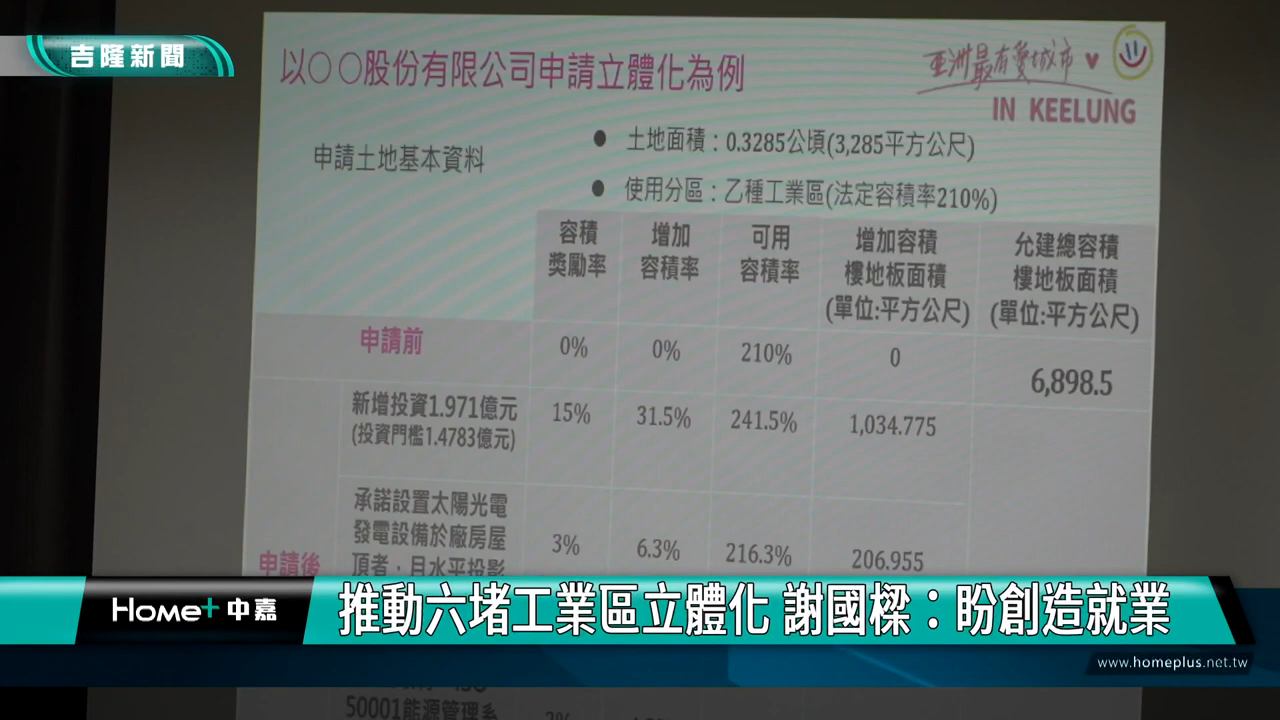 吉隆新聞
以○○股份有限公司申請立體化為例
亞洲最有愛城市
IN KEELUNG
申請土地基本資料
● 土地面積：0.3285公頃(3,285平方公尺)
● 使用分區：乙種工業區(法定容積率210%)
容積獎勵率 增加容積率 可用容積率 增加容積樓地板面積(單位:平方公尺) 允建總容積樓地板面積(單位:平方公尺)
申請前 0% 0% 210% 0 6,898.5
新增投資1.971億元
(投資門檻1.4783億元)
15% 31.5% 241.5% 1,034.775
承諾設置太陽光電
發電設備於廠房屋
頂者，且水平投影
3% 6.3% 216.3% 206.955
申請後
Home+ 中嘉
推動六堵工業區立體化 謝國樑：盼創造就業
www.homeplus.net.tw
50001能源管理系